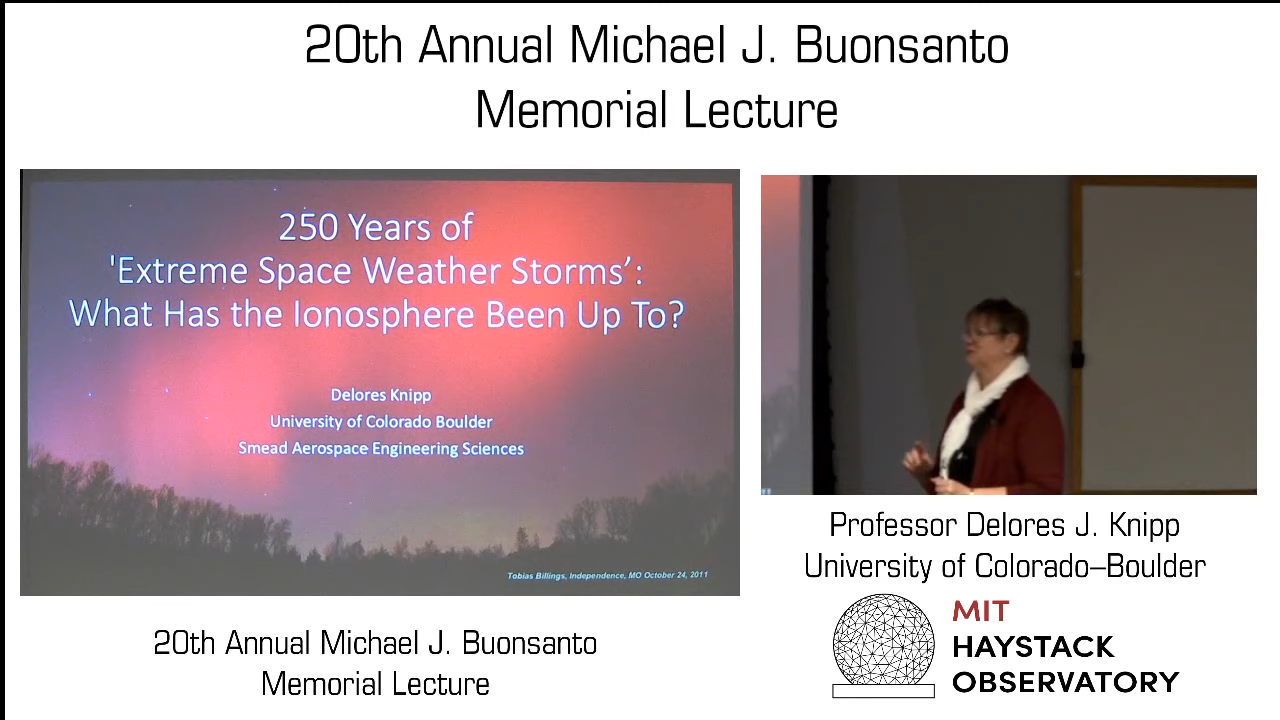 20th Annual Michael J. Buonsanto
Memorial Lecture
250 Years of
'Extreme Space Weather Storms’:
What Has the Ionosphere Been Up To?
Delores Knipp
University of Colorado Boulder
Smead Aerospace Engineering Sciences
Tobias Billings, Independence, MO October 24, 2011
20th Annual Michael J. Buonsanto
Memorial Lecture
Professor Delores J. Knipp
University of Colorado–Boulder
MIT
HAYSTACK
OBSERVATORY